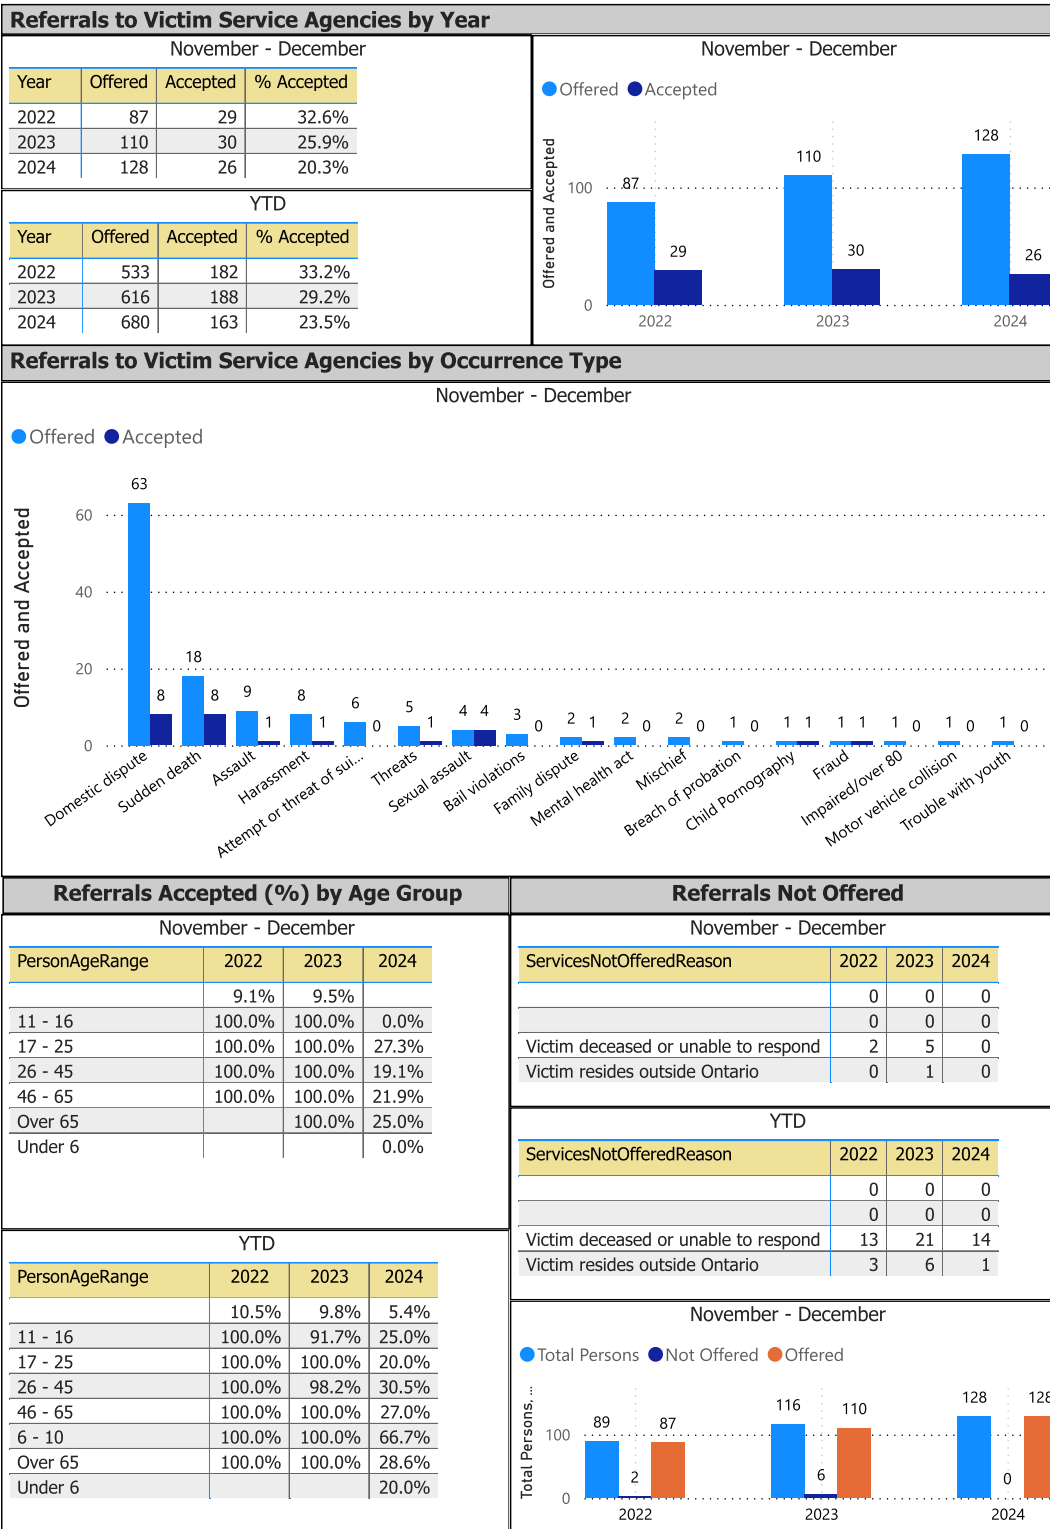 Referrals to Victim Service Agencies by Year
November - December
Year Offered Accepted % Accepted
2022 87 29 32.6%
2023 110 30 25.9%
2024 128 26 20.3%
YTD
Year Offered Accepted % Accepted
2022 533 182 33.2%
2023 616 188 29.2%
2024 680 163 23.5%
November - December
Offered Accepted
Offered and Accepted
128
110
100
87
29
30
26
0
2022 2023 2024
Referrals to Victim Service Agencies by Occurrence Type
November - December
Offered Accepted
Offered and Accepted
60
40
20
0
63 8 18 8 9 1 8 1 6 0 5 1 4 4 3 0 2 1 2 0 2 0 1 0 1 1 1 1 1 0 1 0 1 0
Domestic dispute
Sudden death
Assault
Harassment
Attempt or threat of sui...
Threats
Sexual assault
Bail violations
Family dispute
Mental health act
Mischief
Breach of probation
Child Pornography
Fraud
Impaired/over 80
Motor vehicle collision
Trouble with youth
Referrals Accepted (%) by Age Group
November - December
PersonAgeRange 2022 2023 2024
9.1% 9.5%
11 - 16 100.0% 100.0% 0.0%
17 - 25 100.0% 100.0% 27.3%
26 - 45 100.0% 100.0% 19.1%
46 - 65 100.0% 100.0% 21.9%
Over 65 100.0% 25.0%
Under 6 0.0%
YTD
PersonAgeRange 2022 2023 2024
10.5% 9.8% 5.4%
11 - 16 100.0% 91.7% 25.0%
17 - 25 100.0% 100.0% 20.0%
26 - 45 100.0% 98.2% 30.5%
46 - 65 100.0% 100.0% 27.0%
6 - 10 100.0% 100.0% 66.7%
Over 65 100.0% 100.0% 28.6%
Under 6 20.0%
Referrals Not Offered
November - December
ServicesNotOfferedReason 2022 2023 2024
0 0 0
0 0 0
Victim deceased or unable to respond 2 5 0
Victim resides outside Ontario 0 1 0
YTD
ServicesNotOfferedReason 2022 2023 2024
0 0 0
0 0 0
Victim deceased or unable to respond 13 21 14
Victim resides outside Ontario 3 6 1
November - December
Total Persons Not Offered Offered
Total Persons, ...
100
0
89 2 87 116 6 110 128 0 128
2022 2023 2024